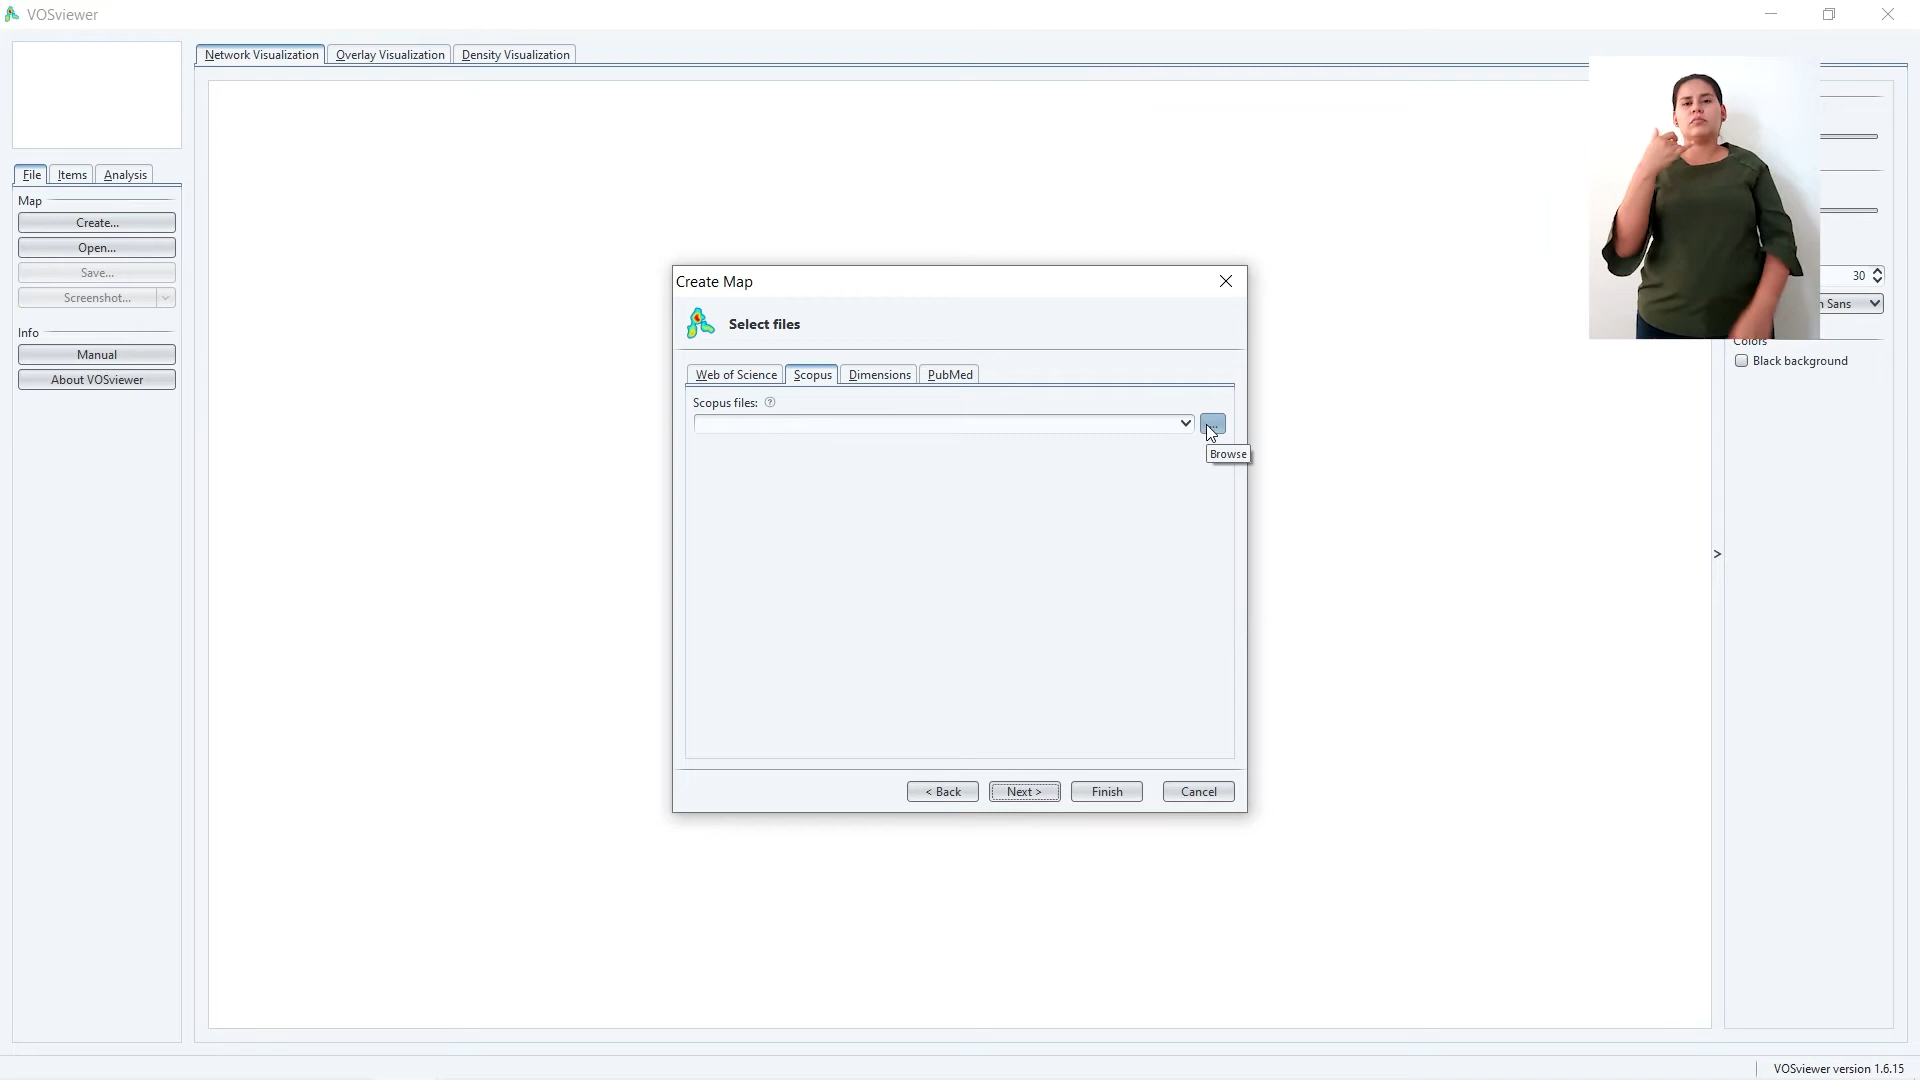 VOSviewer
Network Visualization
Overlay Visualization
Density Visualization
File
Items
Analysis
Map
Create...
Open...
Save...
Screenshot...
Info
Manual
About VOSviewer
Create Map
Select files
Web of Science
Scopus
Dimensions
PubMed
Scopus files:
...
Browse
< Back
Next >
Finish
Cancel
30
Sans
Colors
Black background
>
VOSviewer version 1.6.15